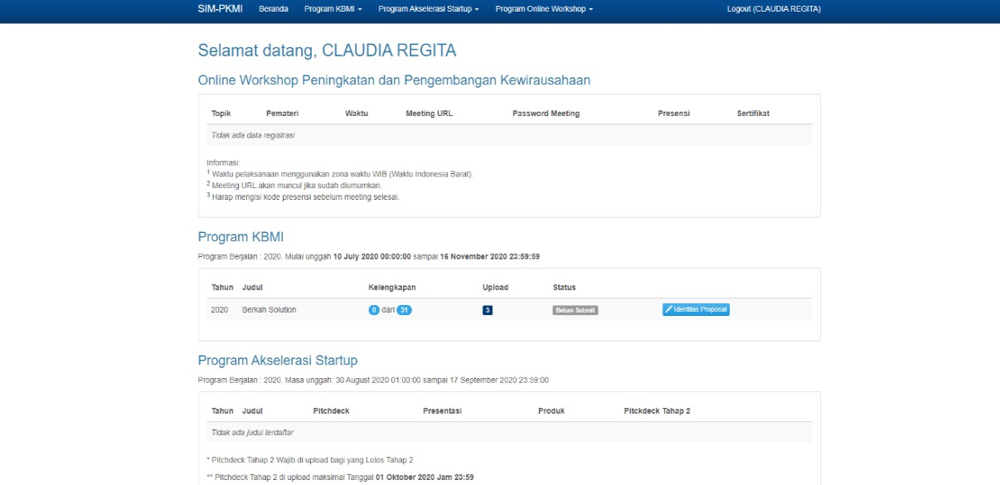 SIM-PKMI Beranda Program KBMI Program Akselerasi Startup Program Online Workshop Logout (CLAUDIA REGITA)
Selamat datang, CLAUDIA REGITA
Online Workshop Peningkatan dan Pengembangan Kewirausahaan
Topik Pemateri Waktu Meeting URL Password Meeting Presensi Sertifikat
Tidak ada data registrasi
Informasi:
1 Waktu pelaksanaan menggunakan zona waktu WIB (Waktu Indonesia Barat).
2 Meeting URL akan muncul jika sudah diumumkan.
3 Harap mengisi kode presensi sebelum meeting selesai.
Program KBMI
Program Berjalan : 2020. Mulai unggah 10 July 2020 00:00:00 sampai 16 November 2020 23:59:59
Tahun Judul Kelengkapan Upload Status
2020 Berkah Solution 0 dari 31 3 Belum Submit Identitas Proposal
Program Akselerasi Startup
Program Berjalan : 2020. Masa unggah: 30 August 2020 01:00:00 sampai 17 September 2020 23:59:00
Tahun Judul Pitchdeck Presentasi Produk Pitckdeck Tahap 2
Tidak ada judul terdaftar
* Pitchdeck Tahap 2 Wajib di upload bagi yang Lolos Tahap 2
** Pitchdeck Tahap 2 di upload maksimal Tanggal 01 Oktober 2020 Jam 23:59